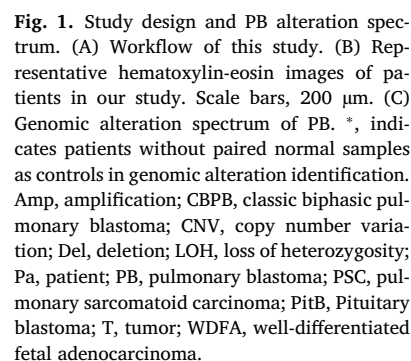 Fig. 1. Study design and PB alteration spec-
trum. (A) Workflow of this study. (B) Rep-
resentative hematoxylin-eosin images of pa-
tients in our study. Scale bars, 200 μm. (C)
Genomic alteration spectrum of PB. *, indi-
cates patients without paired normal samples
as controls in genomic alteration identification.
Amp, amplification; CBPB, classic biphasic pul-
monary blastoma; CNV, copy number varia-
tion; Del, deletion; LOH, loss of heterozygosity;
Pa, patient; PB, pulmonary blastoma; PSC, pul-
monary sarcomatoid carcinoma; PitB, Pituitary
blastoma; T, tumor; WDFA, well-differentiated
fetal adenocarcinoma.